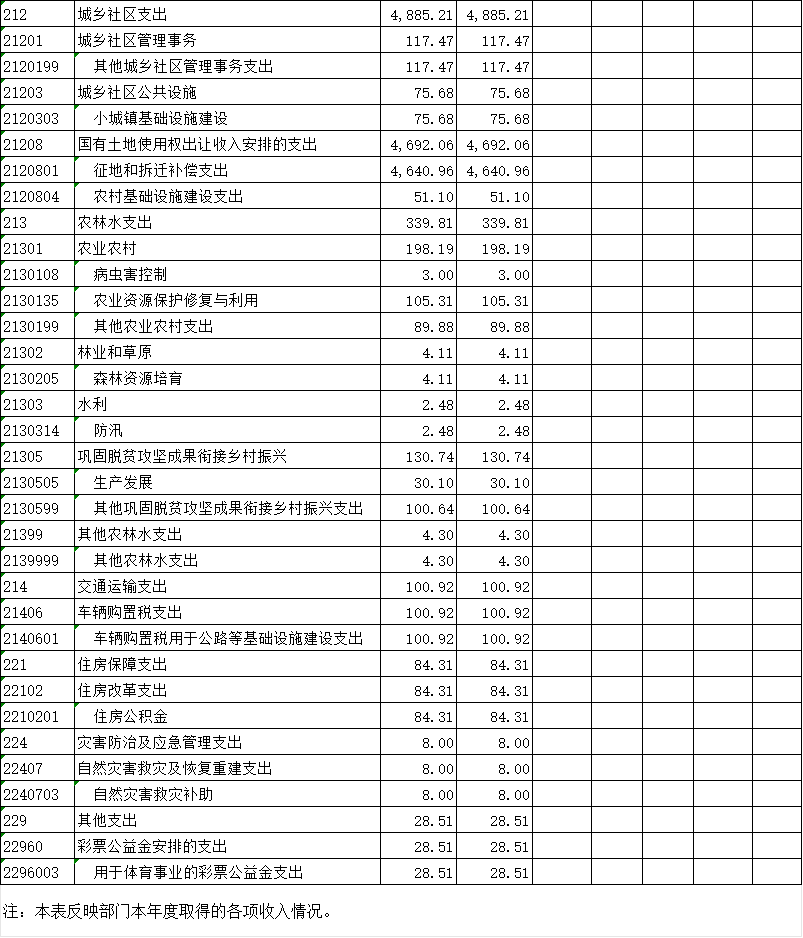 212 城乡社区支出 4,885.21 4,885.21
21201 城乡社区管理事务 117.47 117.47
2120199 其他城乡社区管理事务支出 117.47 117.47
21203 城乡社区公共设施 75.68 75.68
2120303 小城镇基础设施建设 75.68 75.68
21208 国有土地使用权出让收入安排的支出 4,692.06 4,692.06
2120801 征地和拆迁补偿支出 4,640.96 4,640.96
2120804 农村基础设施建设支出 51.10 51.10
213 农林水支出 339.81 339.81
21301 农业农村 198.19 198.19
2130108 病虫害控制 3.00 3.00
2130135 农业资源保护修复与利用 105.31 105.31
2130199 其他农业农村支出 89.88 89.88
21302 林业和草原 4.11 4.11
2130205 森林资源培育 4.11 4.11
21303 水利 2.48 2.48
2130314 防汛 2.48 2.48
21305 巩固脱贫攻坚成果衔接乡村振兴 130.74 130.74
2130505 生产发展 30.10 30.10
2130599 其他巩固脱贫攻坚成果衔接乡村振兴支出 100.64 100.64
21399 其他农林水支出 4.30 4.30
2139999 其他农林水支出 4.30 4.30
214 交通运输支出 100.92 100.92
21406 车辆购置税支出 100.92 100.92
2140601 车辆购置税用于公路等基础设施建设支出 100.92 100.92
221 住房保障支出 84.31 84.31
22102 住房改革支出 84.31 84.31
2210201 住房公积金 84.31 84.31
224 灾害防治及应急管理支出 8.00 8.00
22407 自然灾害救灾及恢复重建支出 8.00 8.00
2240703 自然灾害救灾补助 8.00 8.00
229 其他支出 28.51 28.51
22960 彩票公益金安排的支出 28.51 28.51
2296003 用于体育事业的彩票公益金支出 28.51 28.51
注：本表反映部门本年度取得的各项收入情况。